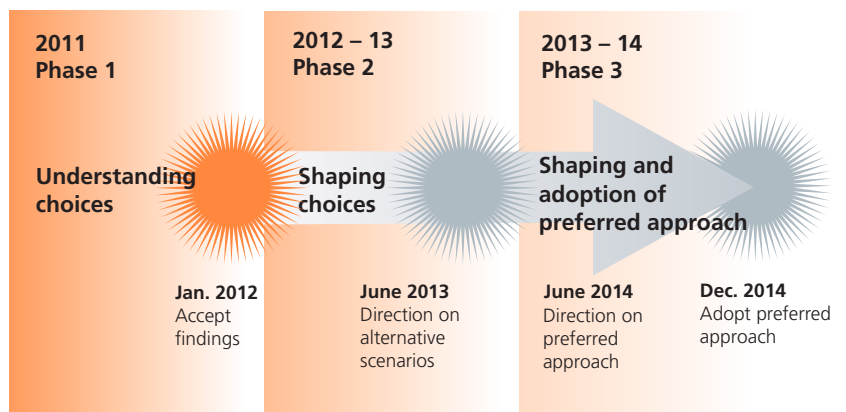 2011
Phase 1
Understanding
choices
Jan. 2012
Accept
findings
2012 – 13
Phase 2
Shaping
choices
June 2013
Direction on
alternative
scenarios
2013 – 14
Phase 3
Shaping and
adoption of
preferred approach
June 2014
Direction on
preferred
approach
Dec. 2014
Adopt preferred
approach